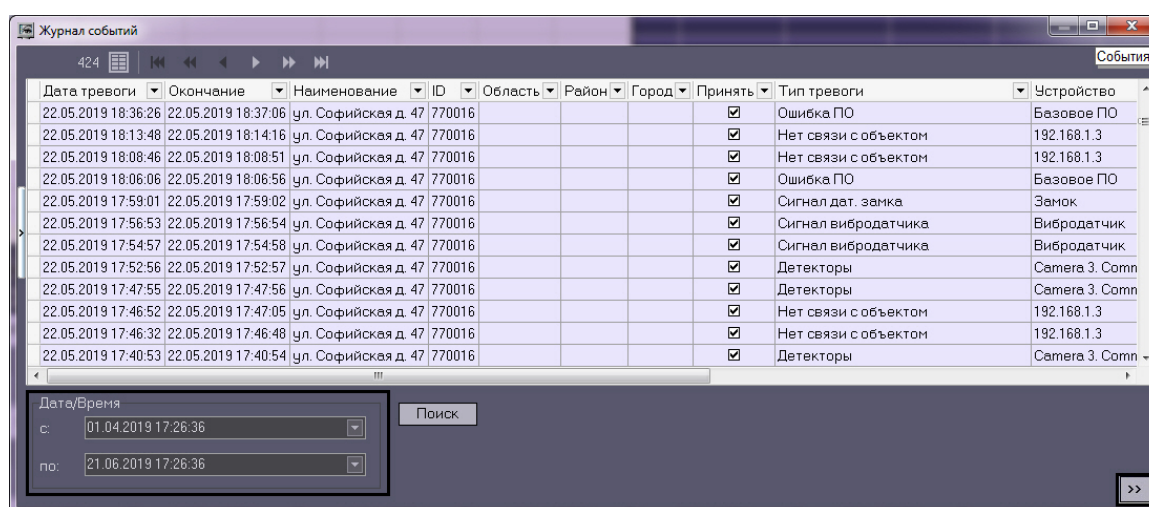 Журнал событий
424
События
Дата тревоги Окончание Наименование ID Область Район Город Принять Тип тревоги Устройство
22.05.2019 18:36:26 22.05.2019 18:37:06 ул. Софийская д. 47 770016 Ошибка ПО Базовое ПО
22.05.2019 18:13:48 22.05.2019 18:14:16 ул. Софийская д. 47 770016 Нет связи с объектом 192.168.1.3
22.05.2019 18:08:46 22.05.2019 18:08:51 ул. Софийская д. 47 770016 Нет связи с объектом 192.168.1.3
22.05.2019 18:06:06 22.05.2019 18:06:56 ул. Софийская д. 47 770016 Ошибка ПО Базовое ПО
22.05.2019 17:59:01 22.05.2019 17:59:02 ул. Софийская д. 47 770016 Сигнал дат. замка Замок
22.05.2019 17:56:53 22.05.2019 17:56:54 ул. Софийская д. 47 770016 Сигнал вибродатчика Вибродатчик
22.05.2019 17:54:57 22.05.2019 17:54:58 ул. Софийская д. 47 770016 Сигнал вибродатчика Вибродатчик
22.05.2019 17:52:56 22.05.2019 17:52:57 ул. Софийская д. 47 770016 Детекторы Camera 3. Comn
22.05.2019 17:47:55 22.05.2019 17:47:56 ул. Софийская д. 47 770016 Детекторы Camera 3. Comn
22.05.2019 17:46:52 22.05.2019 17:47:05 ул. Софийская д. 47 770016 Нет связи с объектом 192.168.1.3
22.05.2019 17:46:32 22.05.2019 17:46:48 ул. Софийская д. 47 770016 Нет связи с объектом 192.168.1.3
22.05.2019 17:40:53 22.05.2019 17:40:54 ул. Софийская д. 47 770016 Детекторы Camera 3. Comn
Дата/Время
Поиск
с: 01.04.2019 17:26:36
по: 21.06.2019 17:26:36
>>